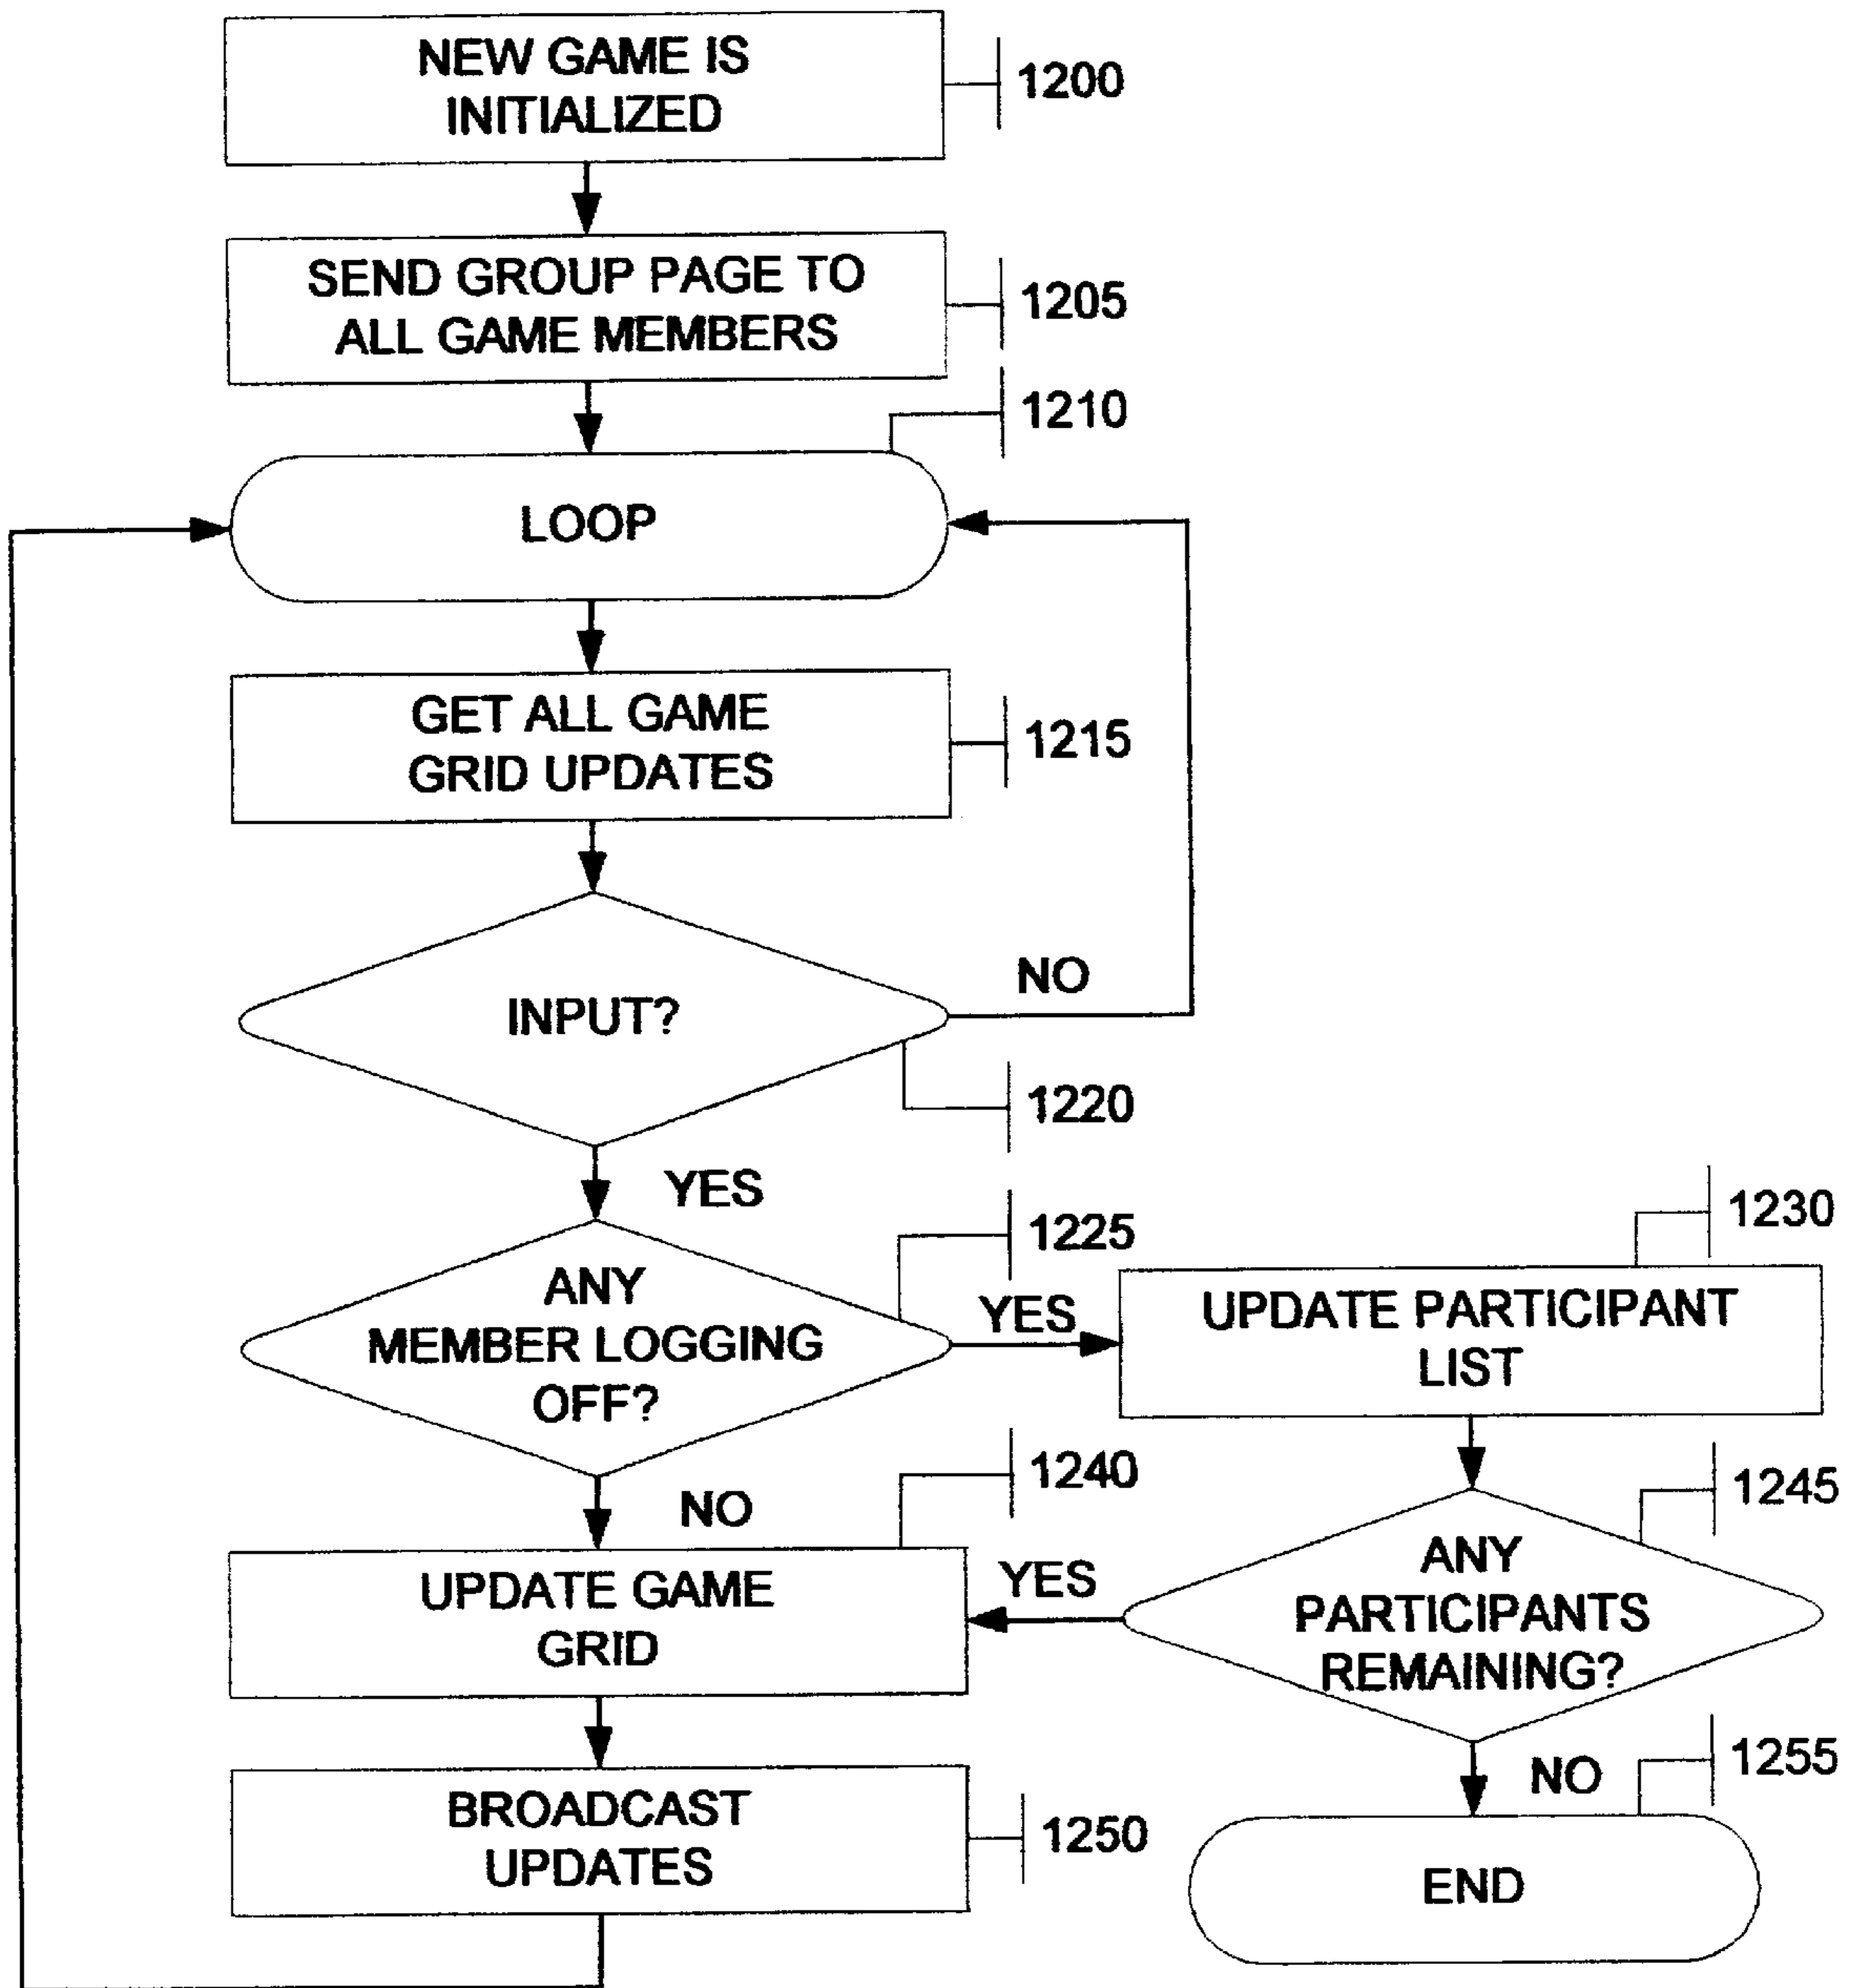 NEW GAME IS
INITIALIZED
1200
SEND GROUP PAGE TO
ALL GAME MEMBERS
1205
1210
LOOP
GET ALL GAME
GRID UPDATES
1215
INPUT?
NO
1220
YES
1225
1230
ANY
MEMBER LOGGING
OFF?
YES
UPDATE PARTICIPANT
LIST
1240
NO
1245
UPDATE GAME
GRID
YES
ANY
PARTICIPANTS
REMAINING?
1255
NO
BROADCAST
UPDATES
1250
END